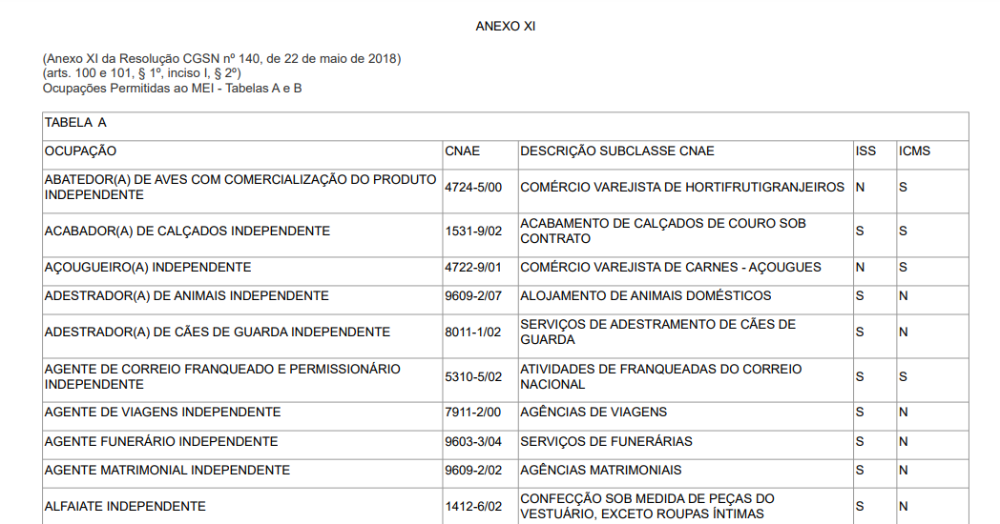 ANEXO XI
(Anexo XI da Resolução CGSN nº 140, de 22 de maio de 2018)
(arts. 100 e 101, § 1º, inciso I, § 2º)
Ocupações Permitidas ao MEI - Tabelas A e B
TABELA A
OCUPAÇÃO CNAE DESCRIÇÃO SUBCLASSE CNAE ISS ICMS
ABATEDOR(A) DE AVES COM COMERCIALIZAÇÃO DO PRODUTO
INDEPENDENTE 4724-5/00 COMÉRCIO VAREJISTA DE HORTIFRUTIGRANJEIROS N S
ACABADOR(A) DE CALÇADOS INDEPENDENTE 1531-9/02 ACABAMENTO DE CALÇADOS DE COURO SOB
CONTRATO S S
AÇOUGUEIRO(A) INDEPENDENTE 4722-9/01 COMÉRCIO VAREJISTA DE CARNES - AÇOUGUES N S
ADESTRADOR(A) DE ANIMAIS INDEPENDENTE 9609-2/07 ALOJAMENTO DE ANIMAIS DOMÉSTICOS S N
ADESTRADOR(A) DE CÃES DE GUARDA INDEPENDENTE 8011-1/02 SERVIÇOS DE ADESTRAMENTO DE CÃES DE
GUARDA S N
AGENTE DE CORREIO FRANQUEADO E PERMISSIONÁRIO
INDEPENDENTE 5310-5/02 ATIVIDADES DE FRANQUEADAS DO CORREIO
NACIONAL S S
AGENTE DE VIAGENS INDEPENDENTE 7911-2/00 AGÊNCIAS DE VIAGENS S N
AGENTE FUNERÁRIO INDEPENDENTE 9603-3/04 SERVIÇOS DE FUNERÁRIAS S N
AGENTE MATRIMONIAL INDEPENDENTE 9609-2/02 AGÊNCIAS MATRIMONIAIS S N
ALFAIATE INDEPENDENTE 1412-6/02 CONFECÇÃO SOB MEDIDA DE PEÇAS DO
VESTUÁRIO, EXCETO ROUPAS ÍNTIMAS S N